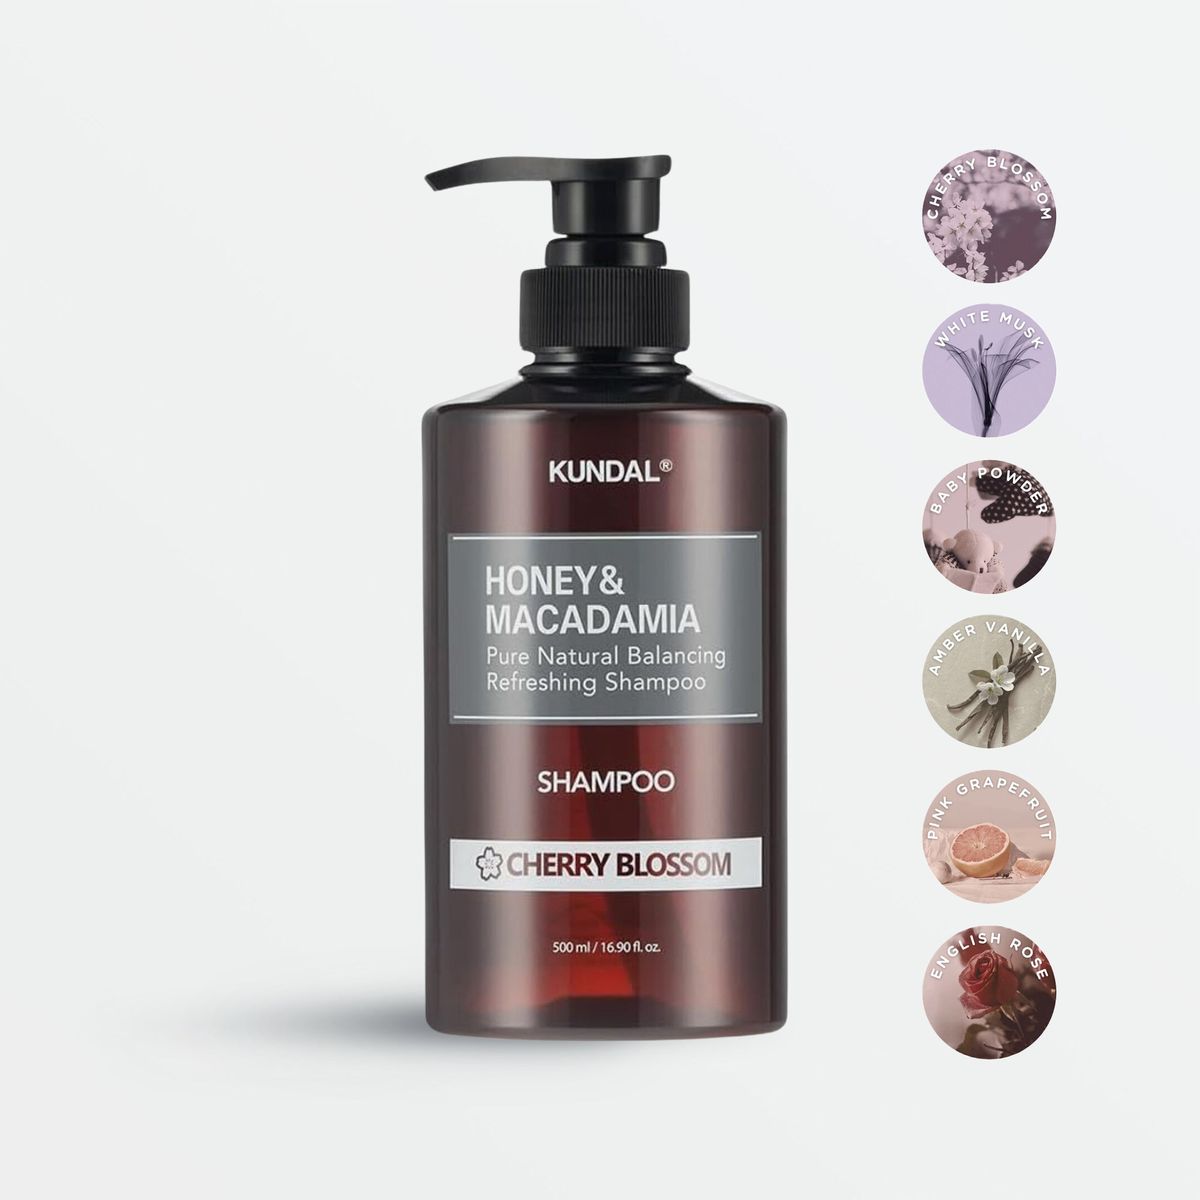 KUNDAL®
HONEY&
MACADAMIA
Pure Natural Balancing
Refreshing Shampoo
SHAMPOO
CHERRY BLOSSOM
500 ml / 16.90 fl. oz.
CHERRY BLOSSOM
WHITE MUSK
BABY POWDER
AMBER VANILLA
PINK GRAPEFRUIT
ENGLISH ROSE